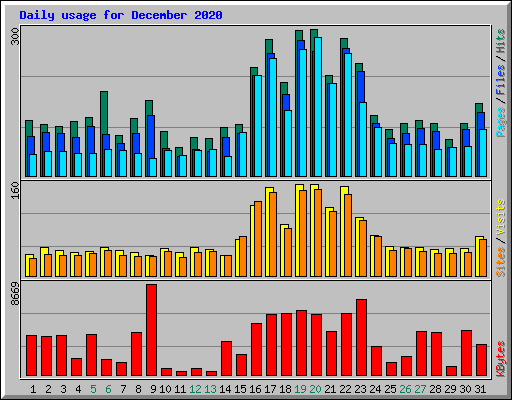 Daily usage for December 2020
300
Pages / Files / Hits
160
Sites / Visits
8669
KBytes
1 2 3 4 5 6 7 8 9 10 11 12 13 14 15 16 17 18 19 20 21 22 23 24 25 26 27 28 29 30 31